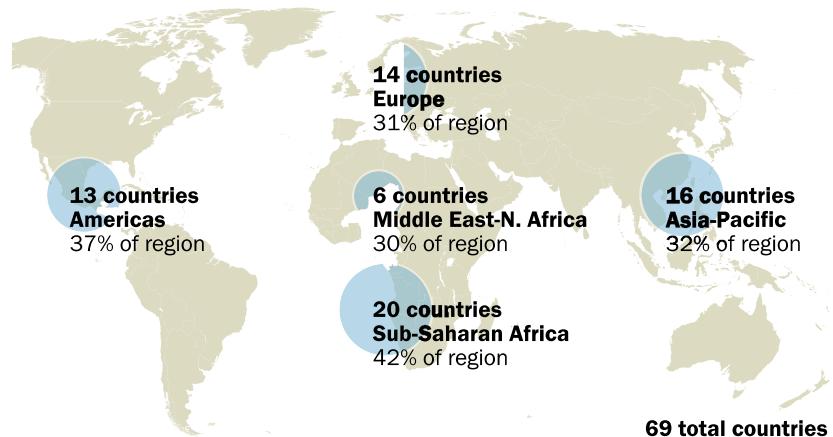 14 countries
Europe
31% of region
13 countries
Americas
37% of region
6 countries
Middle East-N. Africa
30% of region
16 countries
Asia-Pacific
32% of region
20 countries
Sub-Saharan Africa
42% of region
69 total countries